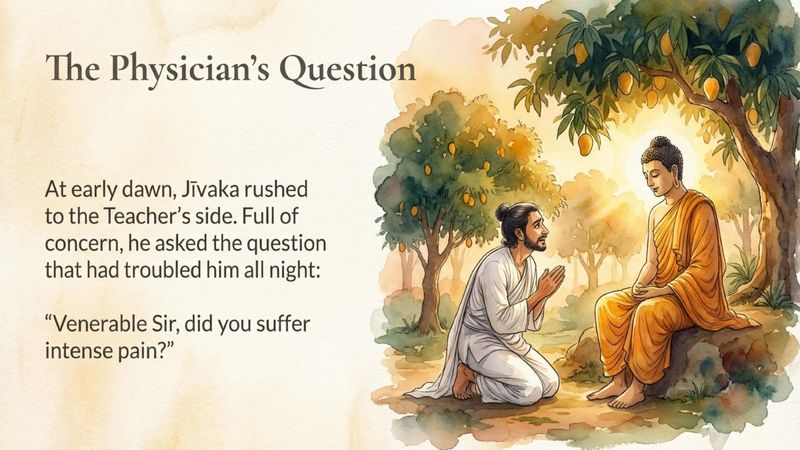 The Physician’s Question
At early dawn, Jīvaka rushed
to the Teacher’s side. Full of
concern, he asked the question
that had troubled him all night:
“Venerable Sir, did you suffer
intense pain?”